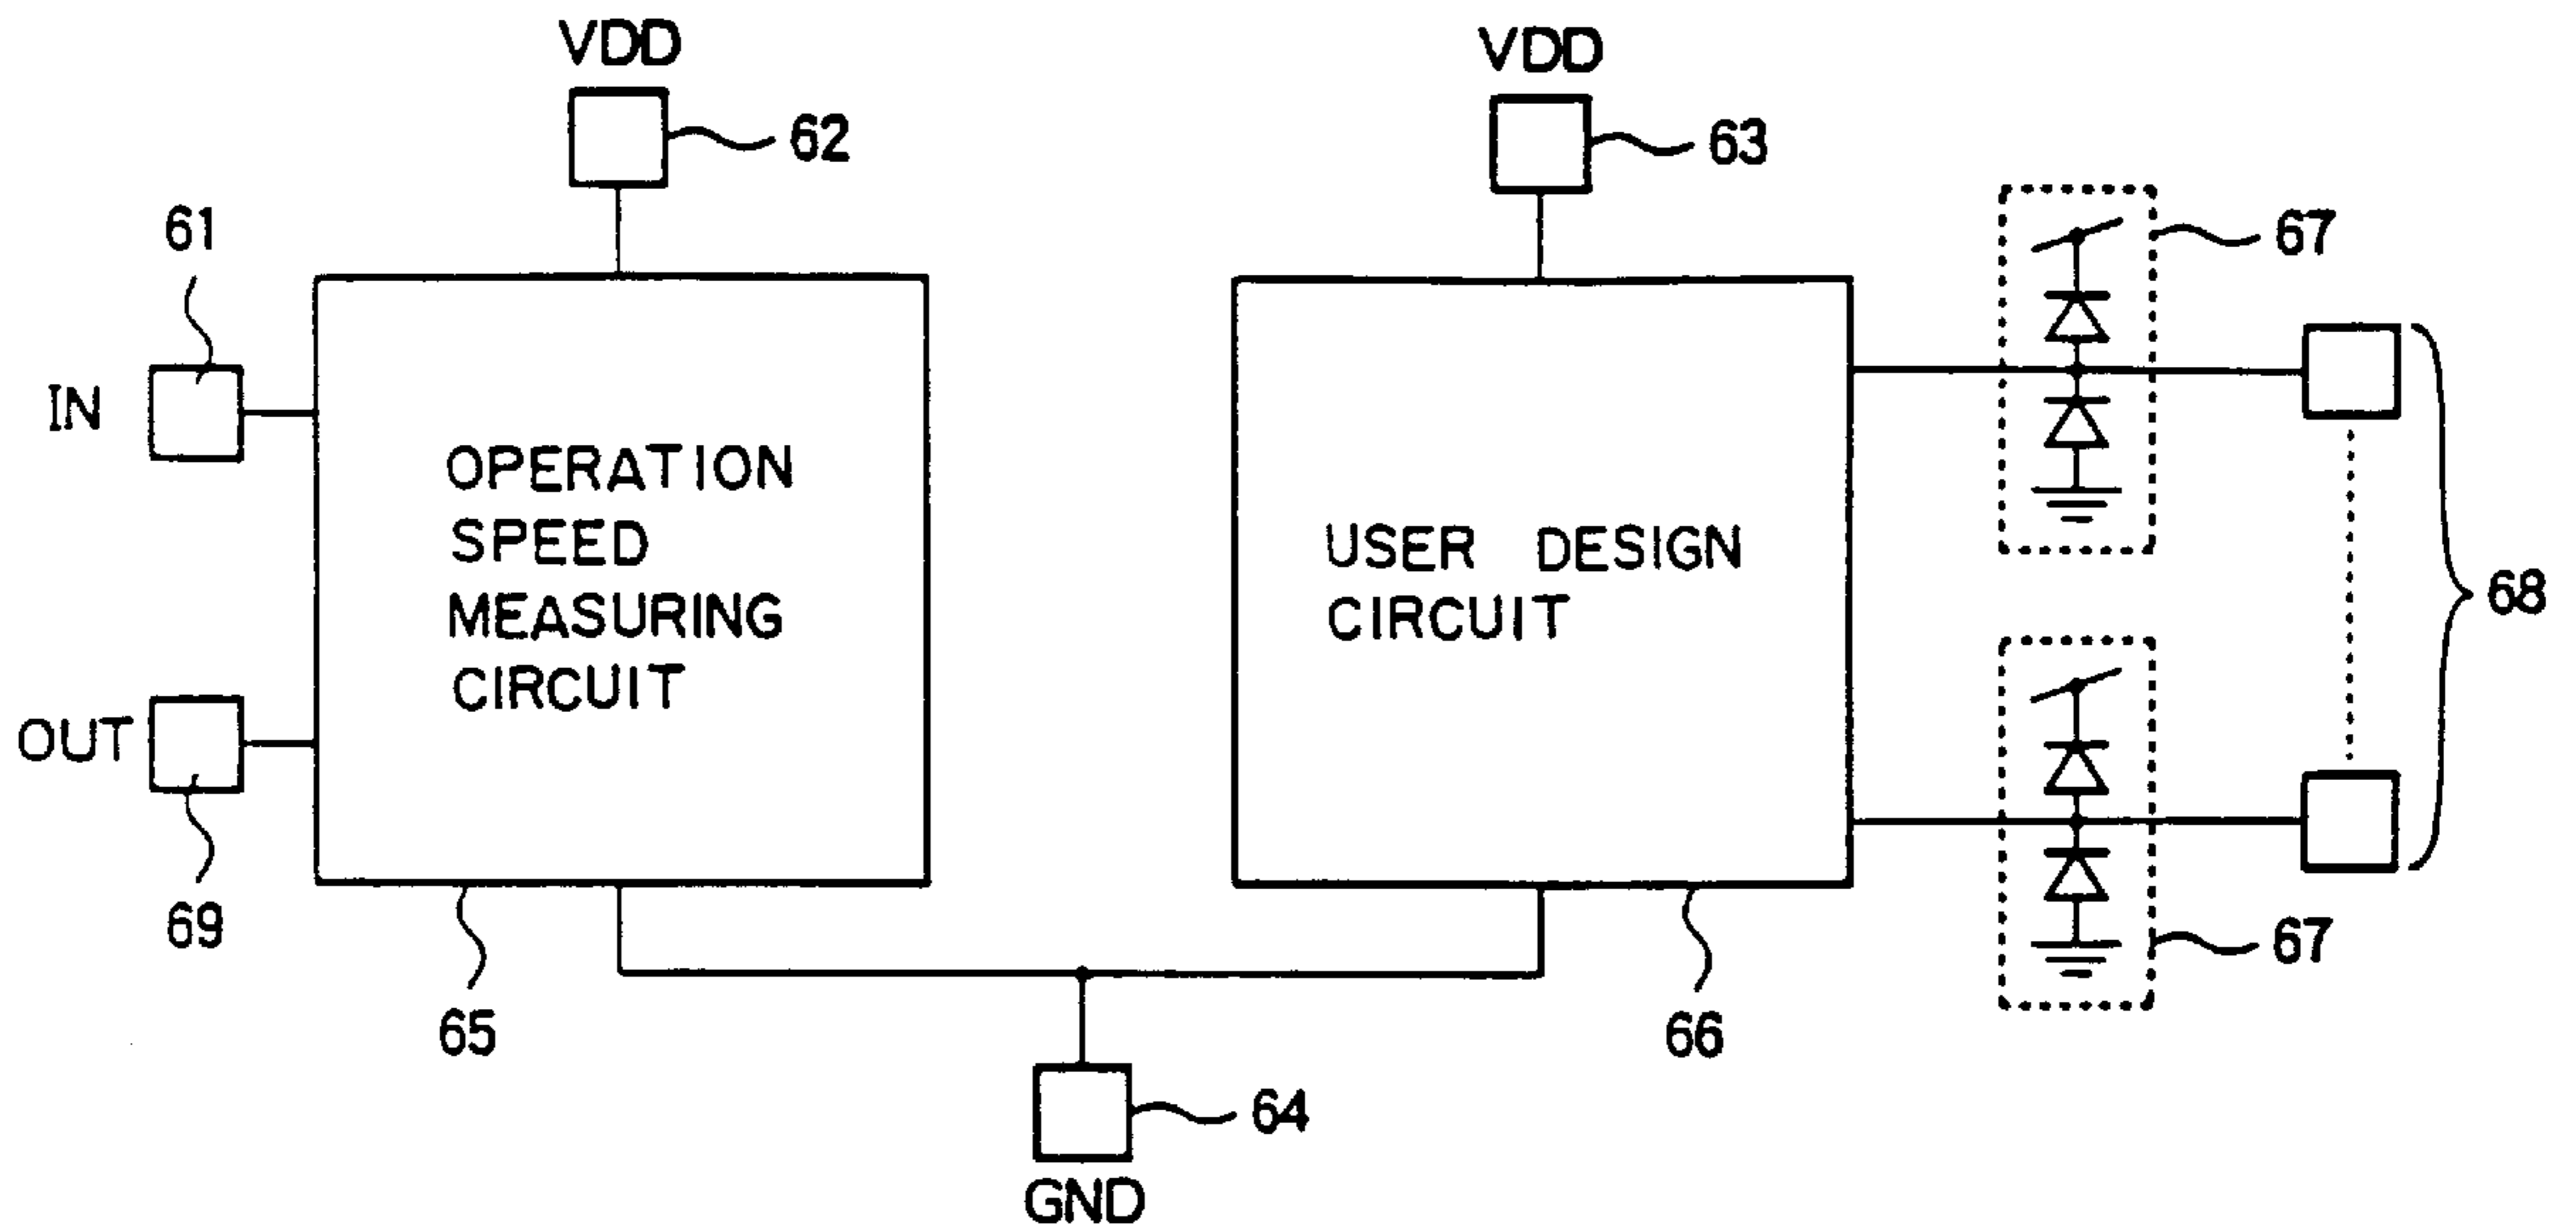 VDD
VDD
62
63
61
67
IN
OPERATION
SPEED
MEASURING
CIRCUIT
USER DESIGN
CIRCUIT
68
OUT
69
67
65
66
64
GND